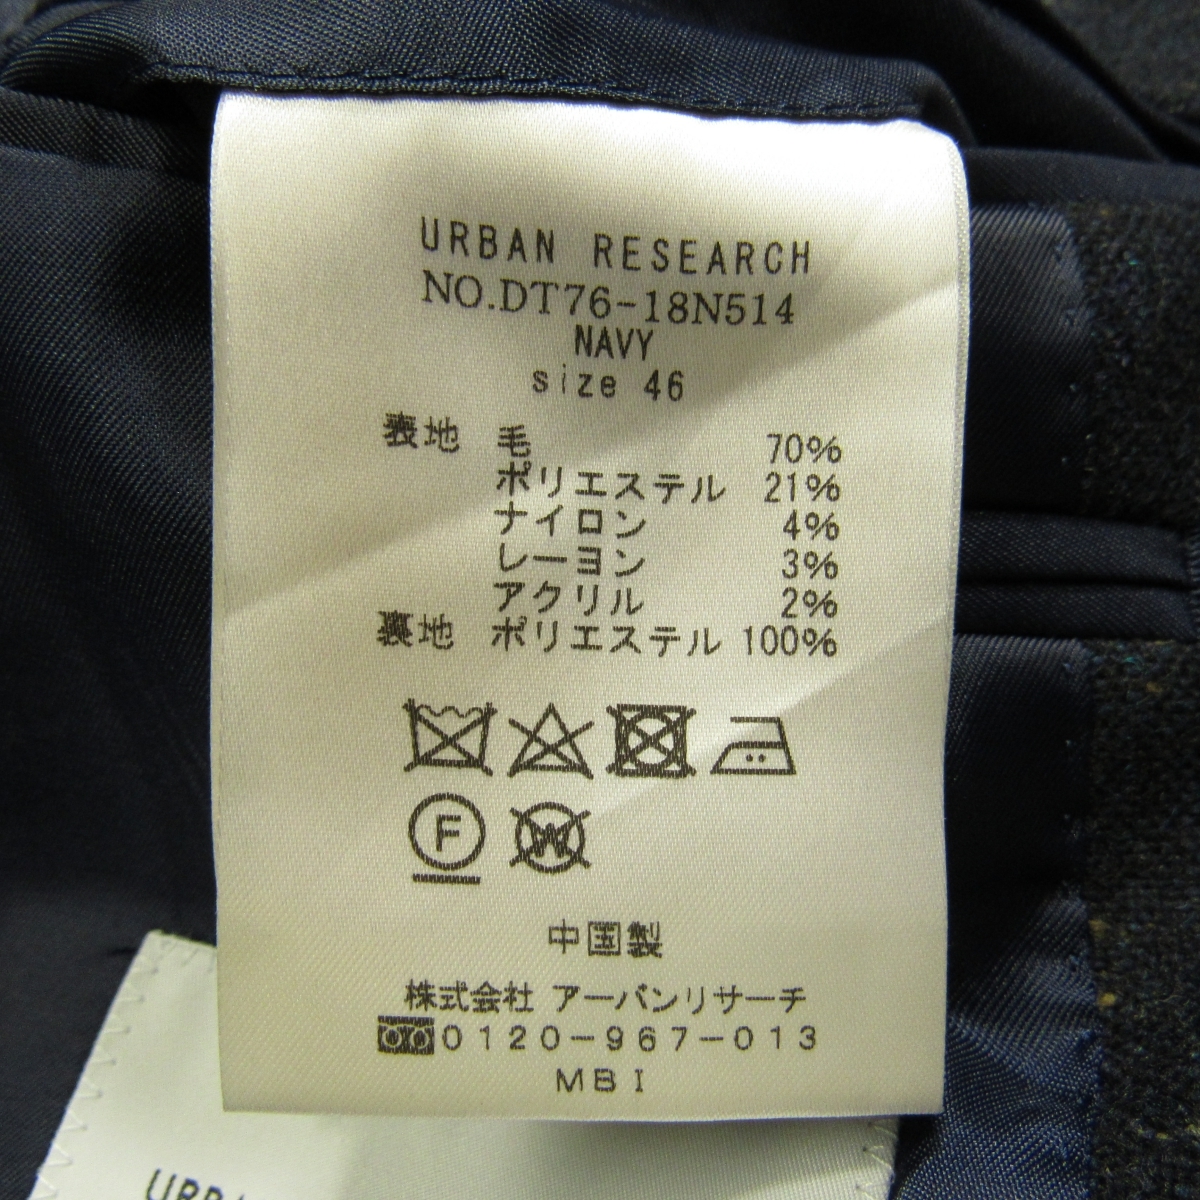 URBAN RESEARCH
NO.DT76-18N514
NAVY
size 46
表地 毛 70%
ポリエステル 21%
ナイロン 4%
レーヨン 3%
アクリル 2%
裏地 ポリエステル 100%
F W
中国製
株式会社 アーバンリサーチ
0120-967-013
MBI